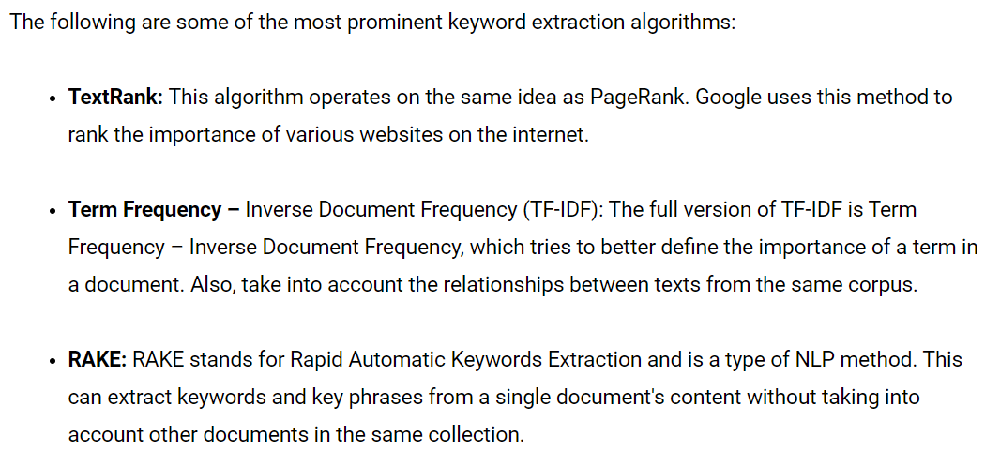 The following are some of the most prominent keyword extraction algorithms:
• TextRank: This algorithm operates on the same idea as PageRank. Google uses this method to
rank the importance of various websites on the internet.
• Term Frequency – Inverse Document Frequency (TF-IDF): The full version of TF-IDF is Term
Frequency – Inverse Document Frequency, which tries to better define the importance of a term in
a document. Also, take into account the relationships between texts from the same corpus.
• RAKE: RAKE stands for Rapid Automatic Keywords Extraction and is a type of NLP method. This
can extract keywords and key phrases from a single document's content without taking into
account other documents in the same collection.